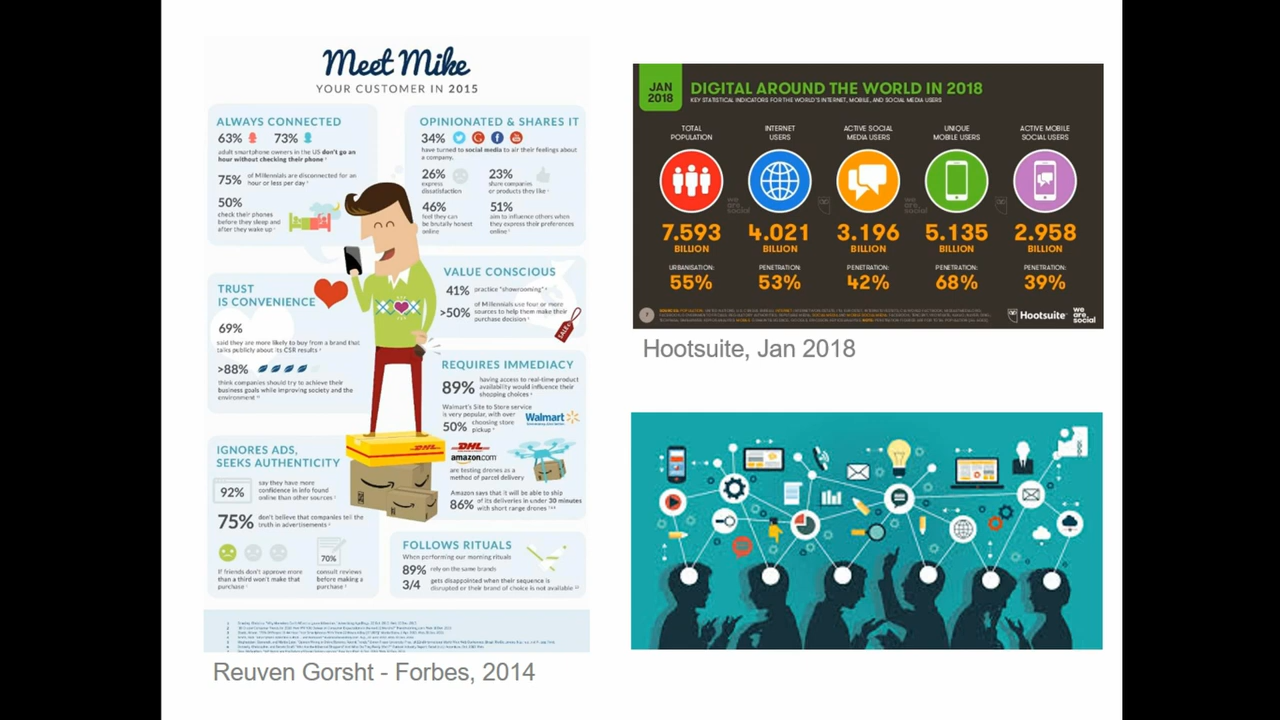 Meet Mike
YOUR CUSTOMER IN 2015
ALWAYS CONNECTED
63% 73%
adult smartphone owners in the US don't go an
hour without checking their phone
75% of Millennials are disconnected for an
hour or less per day
50%
check their phones
before they sleep and
after they wake up
TRUST
IS CONVENIENCE
69%
said they are more likely to buy from a brand that
talks publicly about its CSR results
>88%
think companies should try to achieve their
business goals while improving society and the
environment
IGNORES ADS,
SEEKS AUTHENTICITY
92% say they have more
confidence in info found
online than other sources
75% don't believe that companies tell the
truth in advertisements
If friends don't approve more
than a third won't make that
purchase
70%
consult reviews
before making a
purchase
OPINIONATED & SHARES IT
34%
have turned to social media to air their feelings about
a company.
26%
express
dissatisfaction
23%
share companies
or products they like
46%
feel they can
be brutally honest
online
51%
aim to influence others when
they express their preferences
online
VALUE CONSCIOUS
41% practice "showrooming"
>50% of Millennials use four or more
sources to help them make their
purchase decision
SALE
REQUIRES IMMEDIACY
89% having access to real-time product
availability would influence their
shopping choices
Walmart's Site to Store service
is very popular, with over
50% choosing store
pickup
Walmart
DHL
amazon.com
are testing drones as a
method of parcel delivery
DHL
Amazon says that it will be able to ship
86% of its deliveries in under 30 minutes
with short range drones
FOLLOWS RITUALS
When performing our morning rituals
89% rely on the same brands
3/4 gets disappointed when their sequence is
disrupted or their brand of choice is not available
Reuven Gorsht - Forbes, 2014
JAN
2018
DIGITAL AROUND THE WORLD IN 2018
KEY STATISTICAL INDICATORS FOR THE WORLD'S INTERNET, MOBILE, AND SOCIAL MEDIA USERS
TOTAL
POPULATION
INTERNET
USERS
ACTIVE SOCIAL
MEDIA USERS
UNIQUE
MOBILE USERS
ACTIVE MOBILE
SOCIAL USERS
we
are
social
we
are
social
7.593
BILLION
4.021
BILLION
3.196
BILLION
5.135
BILLION
2.958
BILLION
URBANISATION:
55%
PENETRATION:
53%
PENETRATION:
42%
PENETRATION:
68%
PENETRATION:
39%
7
Hootsuite
we
are
social
Hootsuite, Jan 2018